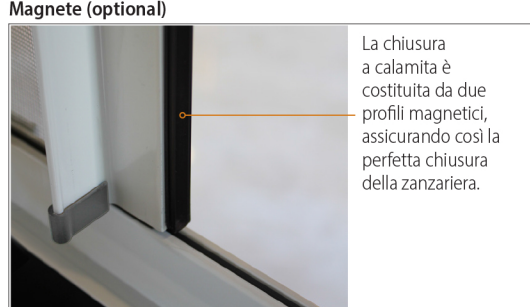 Magnete (optional)
La chiusura
a calamita è
costituita da due
profili magnetici,
assicurando così la
perfetta chiusura
della zanzariera.